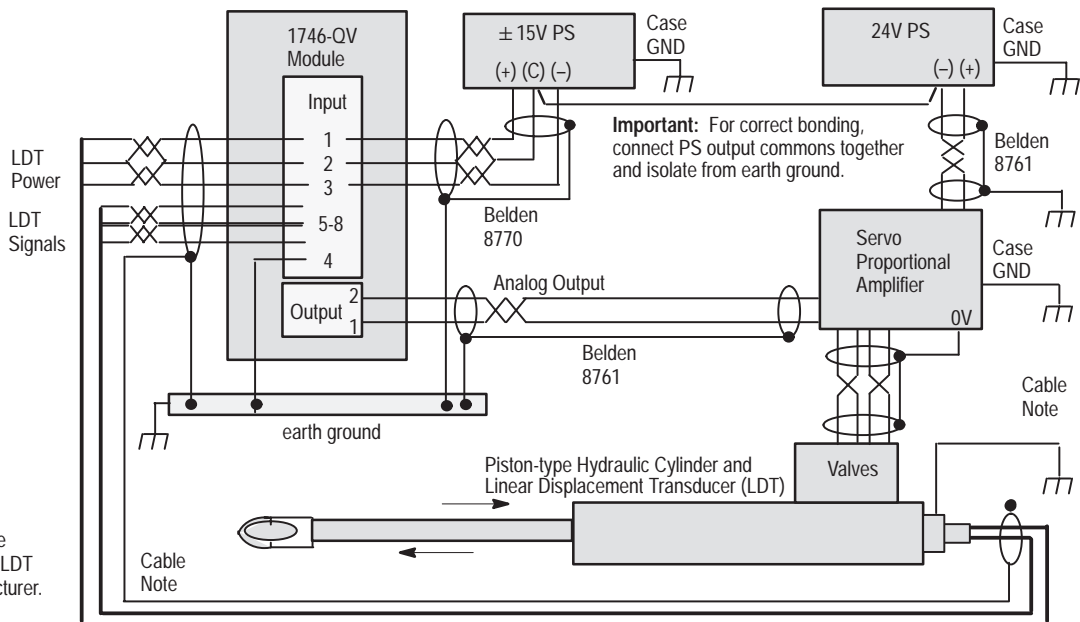 1746-QV
Module
Input
1
2
3
5-8
4
Output
2
1
LDT
Power
LDT
Signals
± 15V PS
(+) (C) (–)
Case
GND
24V PS
(–) (+)
Case
GND
Important: For correct bonding,
connect PS output commons together
and isolate from earth ground.
Belden
8770
Belden
8761
Servo
Proportional
Amplifier
0V
Case
GND
Analog Output
Belden
8761
earth ground
Cable
Note
Piston-type Hydraulic Cylinder and
Linear Displacement Transducer (LDT)
Valves
Cable
Note
LDT